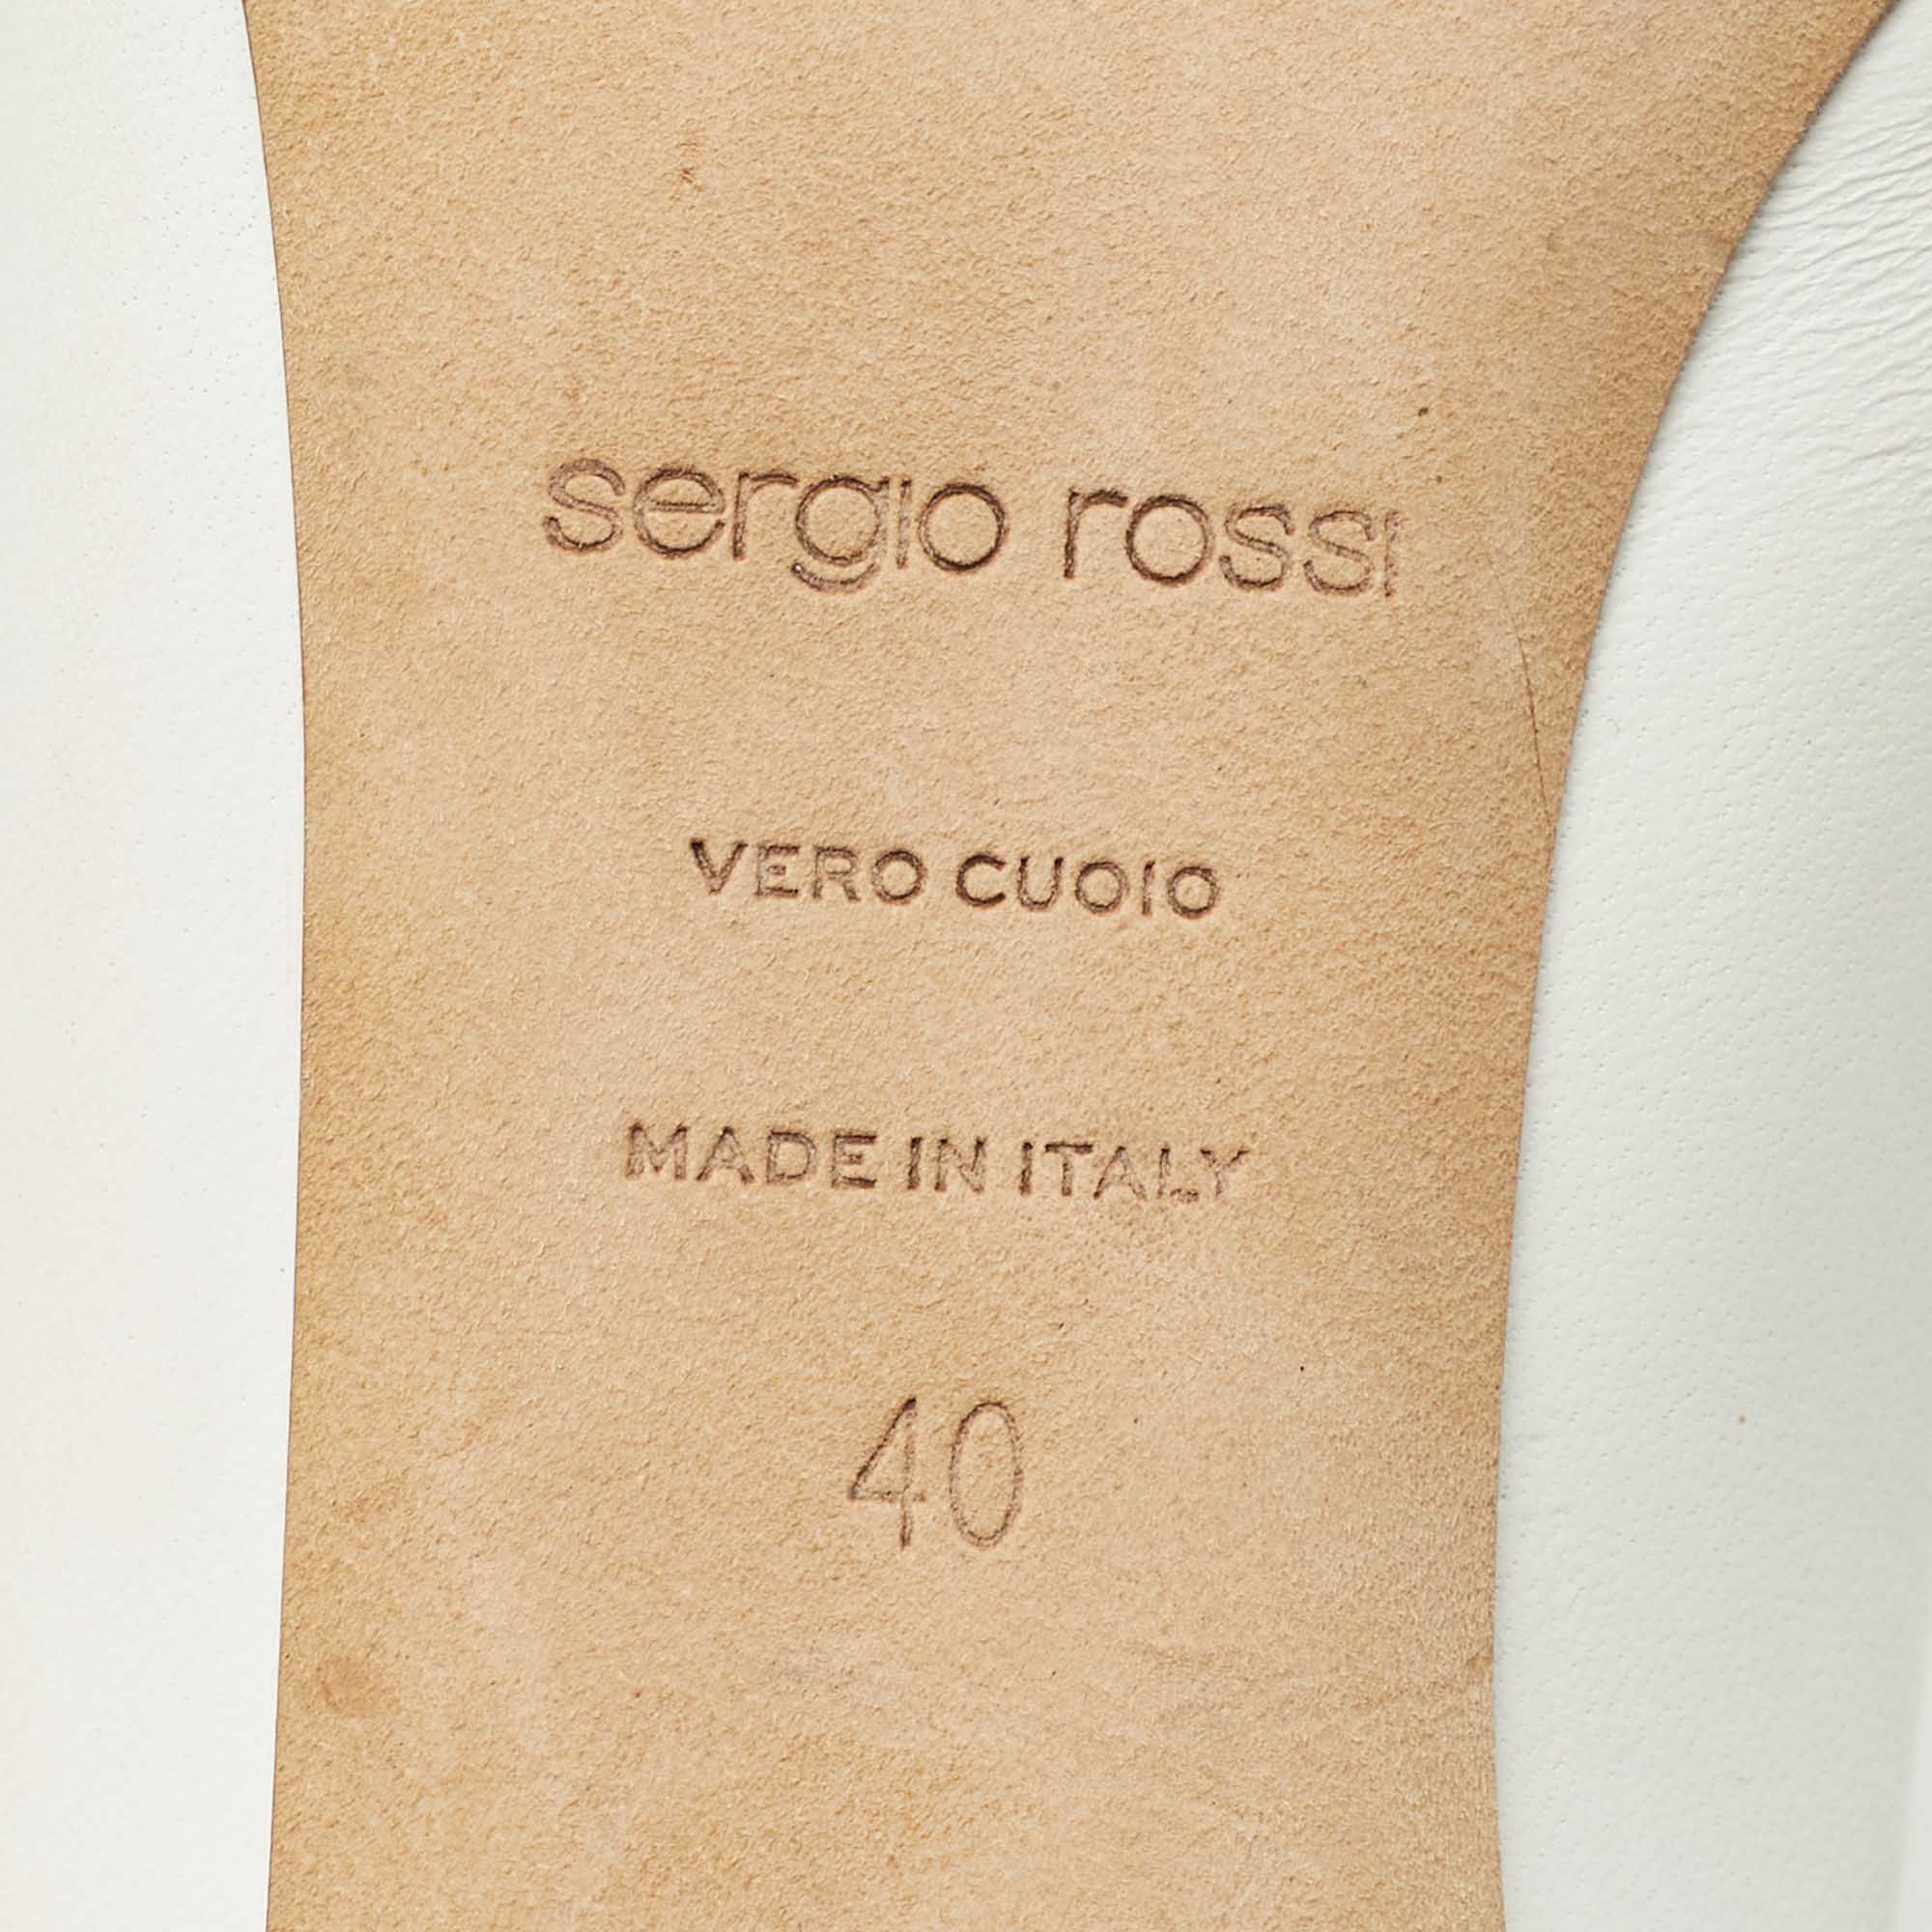 sergio rossi
VERO CUOIO
MADE IN ITALY
40